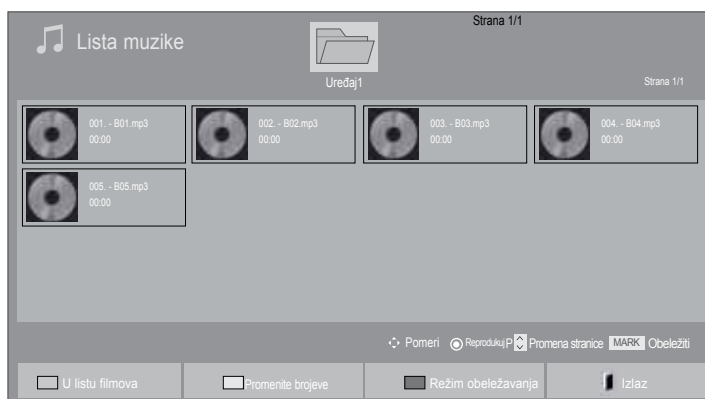 Strana 1/1
Lista muzike
Uređaj1
Strana 1/1
001. - B01.mp3
00:00
002. - B02.mp3
00:00
003. - B03.mp3
00:00
004. - B04.mp3
00:00
005. - B05.mp3
00:00
Pomeri Reprodukuj P Promena stranice MARK Obeležiti
U listu filmova Promenite brojeve Režim obeležavanja Izlaz